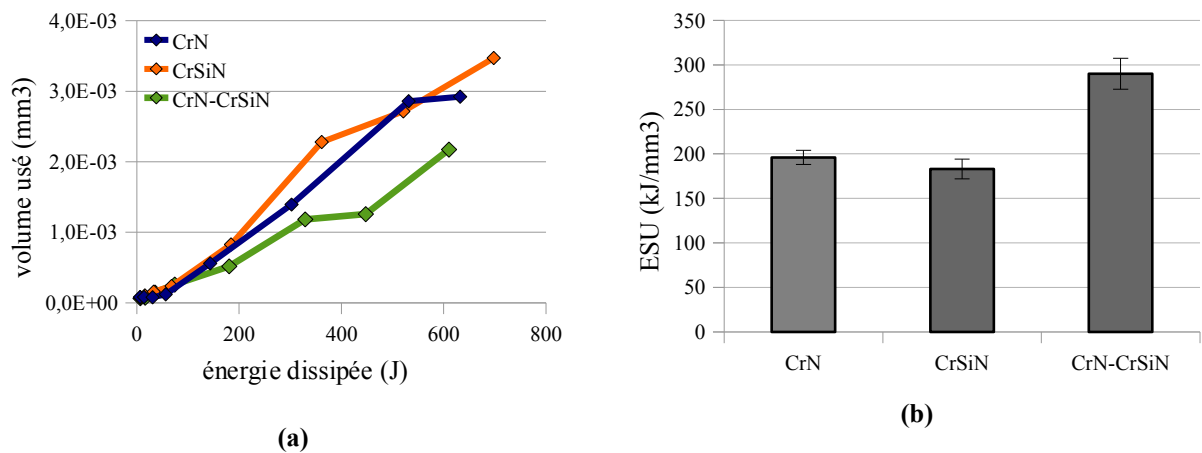 4,0E-03
3,0E-03
2,0E-03
1,0E-03
0,0E+00
volume usé (mm3)
CrN
CrSiN
CrN-CrSiN
0
200
400
600
800
énergie dissipée (J)
(a)
350
300
250
200
150
100
50
0
ESU (kJ/mm3)
CrN
CrSiN
CrN-CrSiN
(b)